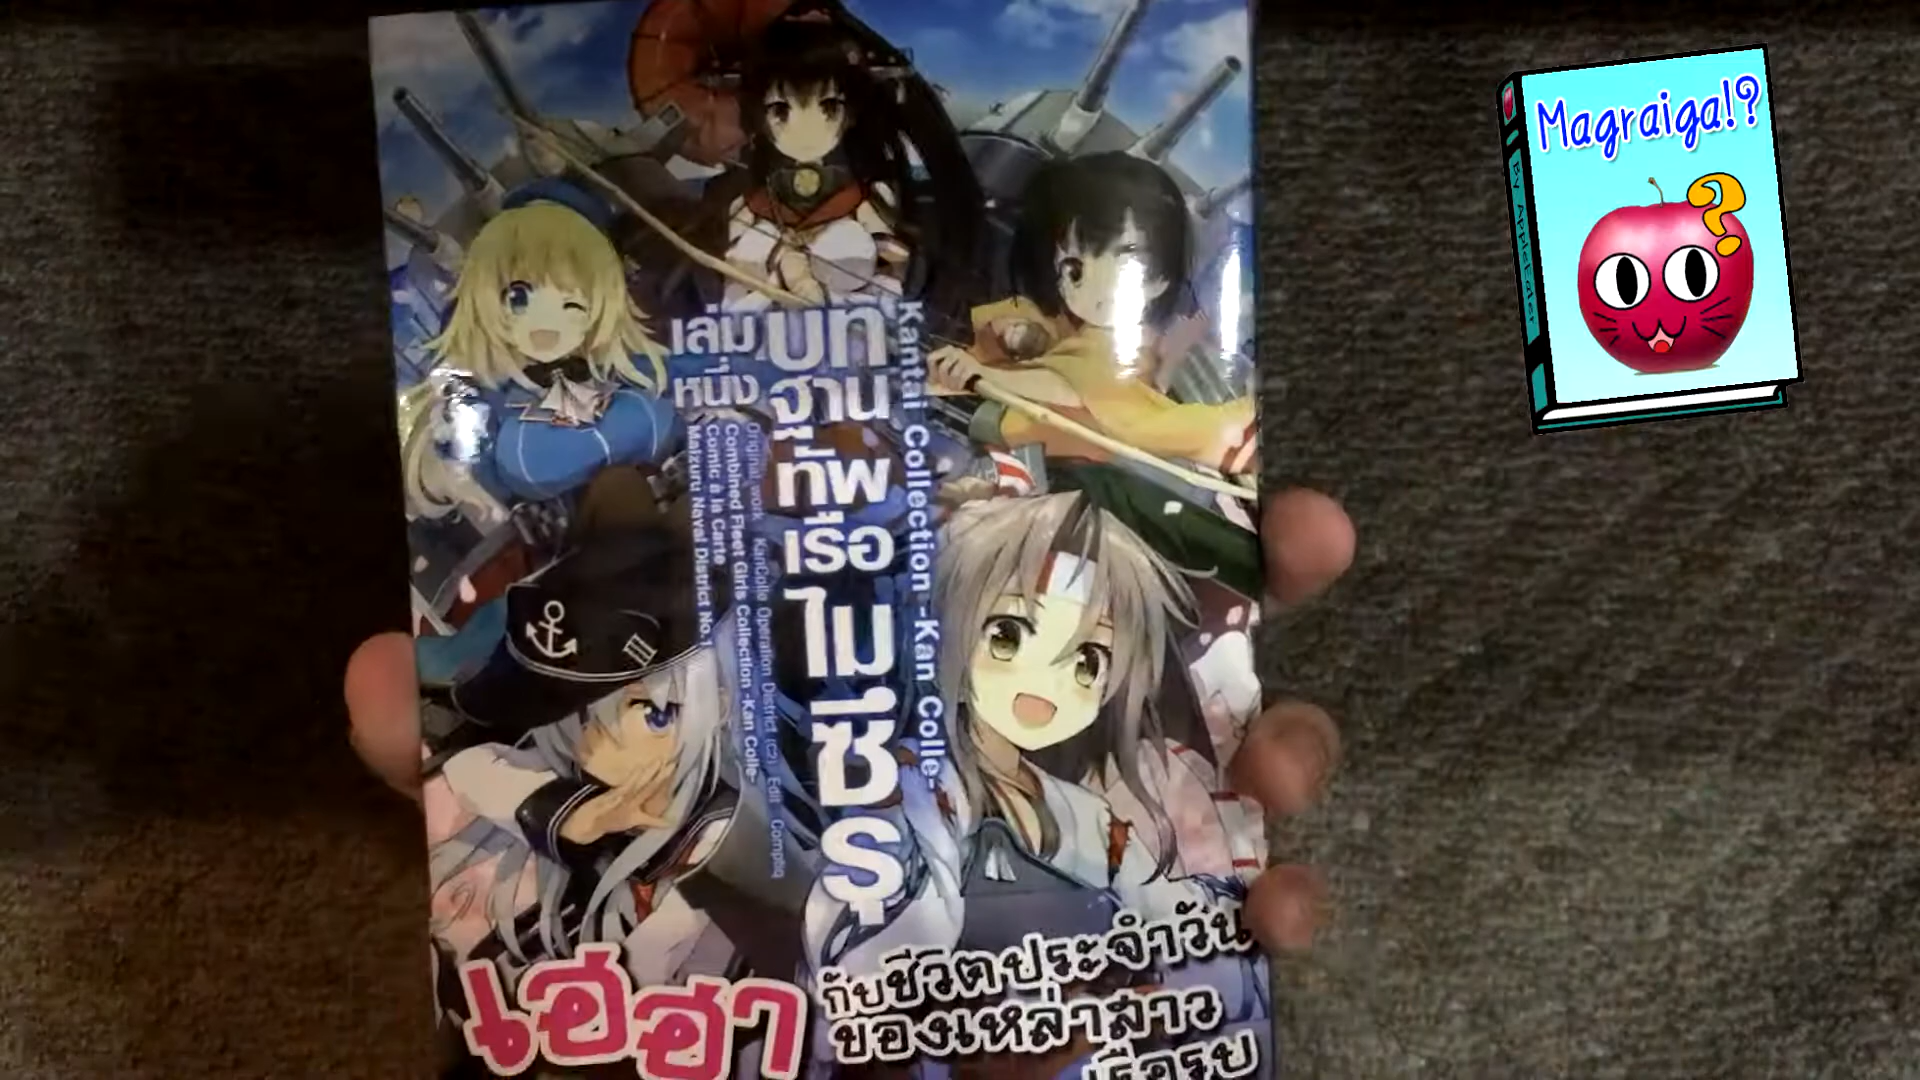 Magraiga!?
By AppleEater
Kantai Collection -Kan Colle-
บท
ฐาน
ทัพ
เรือ
ไม
ซึรุ
เล่ม
หนึ่ง
Original work KanColle Operation District (C2) Edit Comptiq
Combined Fleet Girls Collection -Kan Colle-
Comic à la Carte
Maizuru Naval District No.1
เฮฮา
กับชีวิตประจำวัน
ของเหล่าสาว
เรือรบ